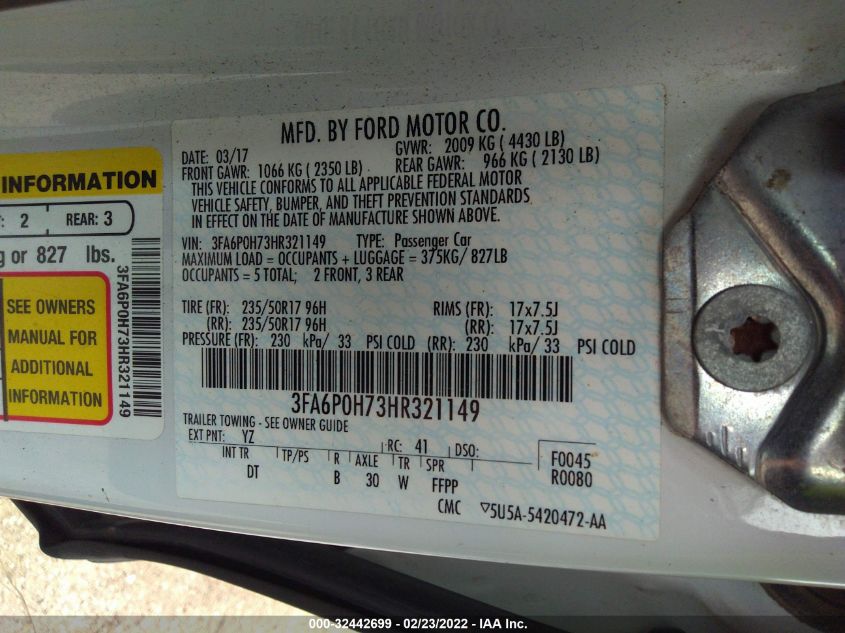 INFORMATION
2
REAR: 3
or 827 lbs.
SEE OWNERS
MANUAL FOR
ADDITIONAL
INFORMATION
3FA6P0H73HR321149
MFD. BY FORD MOTOR CO.
DATE: 03/17 GVWR: 2009 KG ( 4430 LB)
FRONT GAWR: 1066 KG ( 2350 LB) REAR GAWR: 966 KG ( 2130 LB)
THIS VEHICLE CONFORMS TO ALL APPLICABLE FEDERAL MOTOR
VEHICLE SAFETY, BUMPER, AND THEFT PREVENTION STANDARDS
IN EFFECT ON THE DATE OF MANUFACTURE SHOWN ABOVE.
VIN: 3FA6P0H73HR321149 TYPE: Passenger Car
MAXIMUM LOAD = OCCUPANTS + LUGGAGE = 375KG/ 827LB
OCCUPANTS = 5 TOTAL; 2 FRONT, 3 REAR
TIRE (FR): 235/50R17 96H RIMS (FR): 17x7.5J
(RR): 235/50R17 96H (RR): 17x7.5J
PRESSURE (FR): 230 kPa/ 33 PSI COLD (RR): 230 kPa/ 33 PSI COLD
3FA6P0H73HR321149
TRAILER TOWING - SEE OWNER GUIDE
EXT PNT: YZ RC: 41 DSO: F0045
INT TR TP/PS R AXLE TR SPR R0080
DT B 30 W FFPP
CMC ▽5U5A-5420472-AA
000-32442699 - 02/23/2022 - IAA Inc.